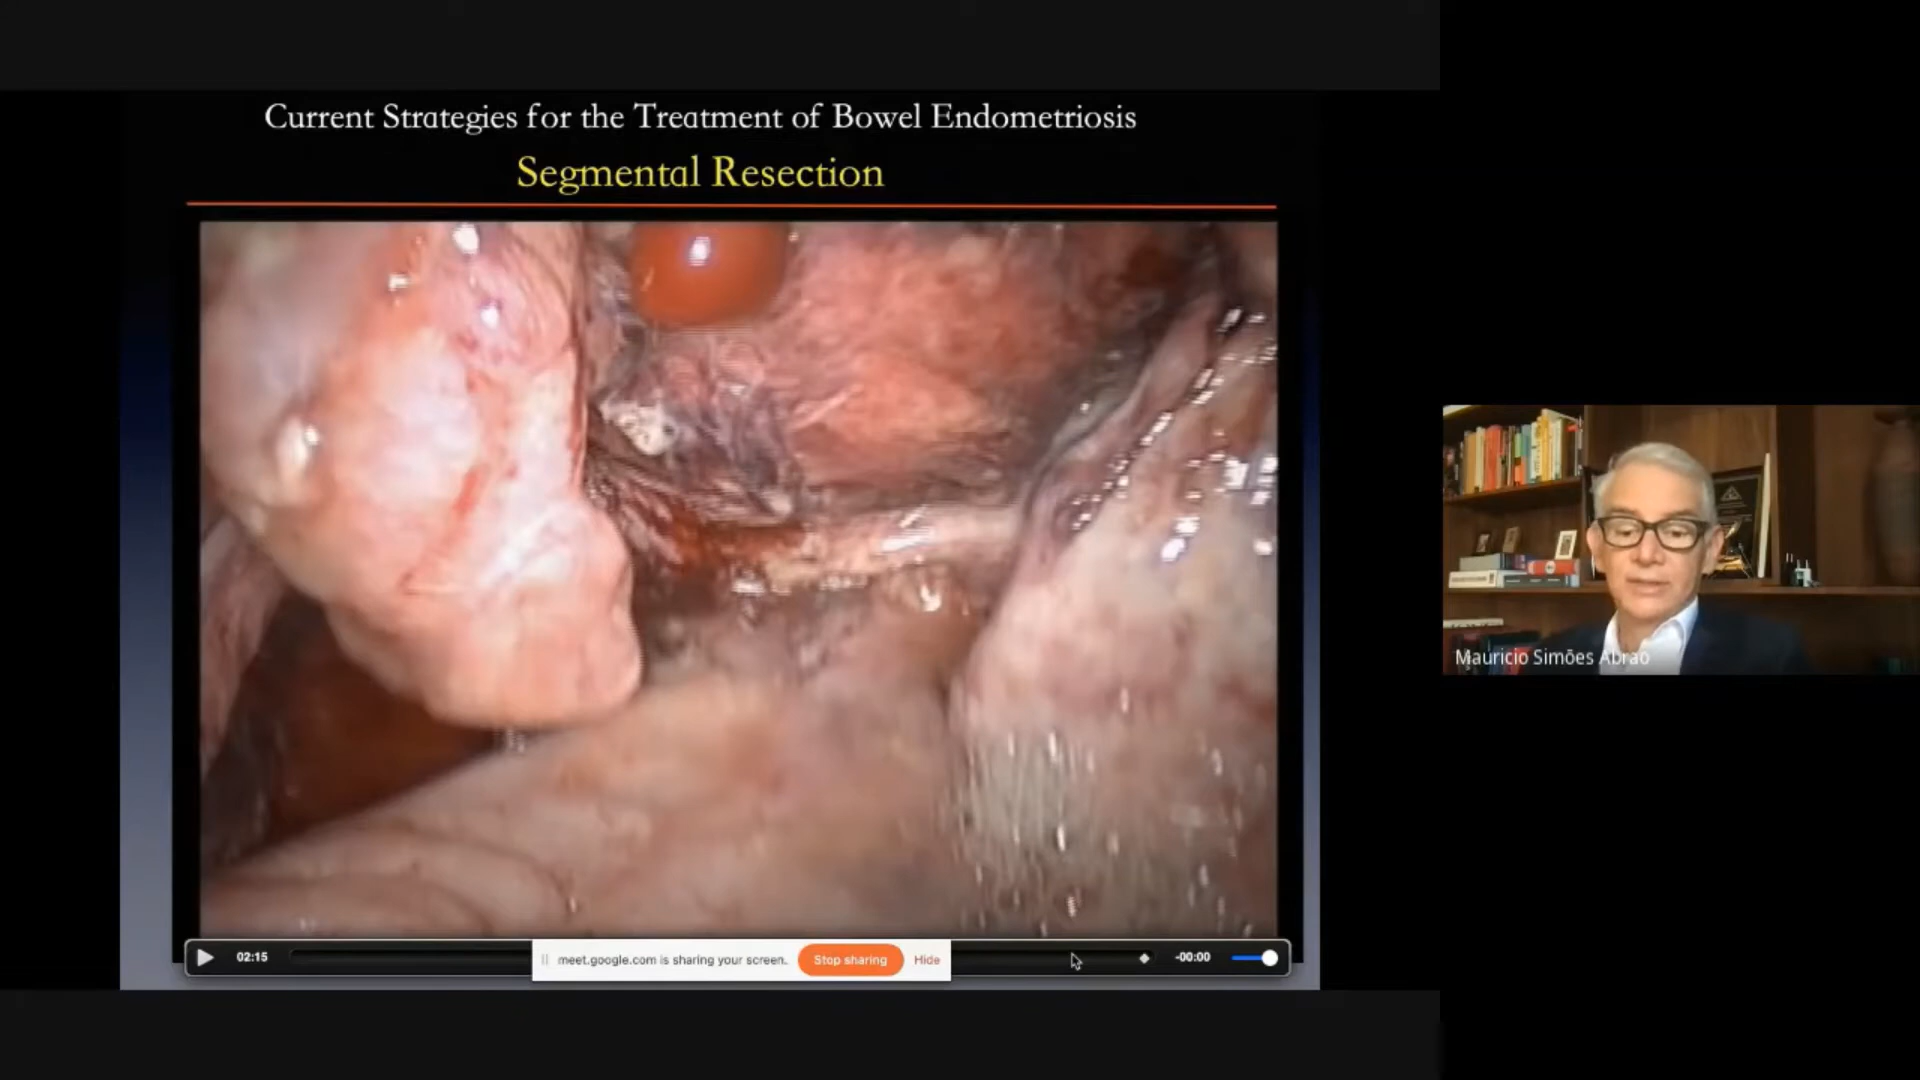 Current Strategies for the Treatment of Bowel Endometriosis
Segmental Resection
02:15
meet.google.com is sharing your screen.
Stop sharing
Hide
-00:00
Mauricio Simões Abrao